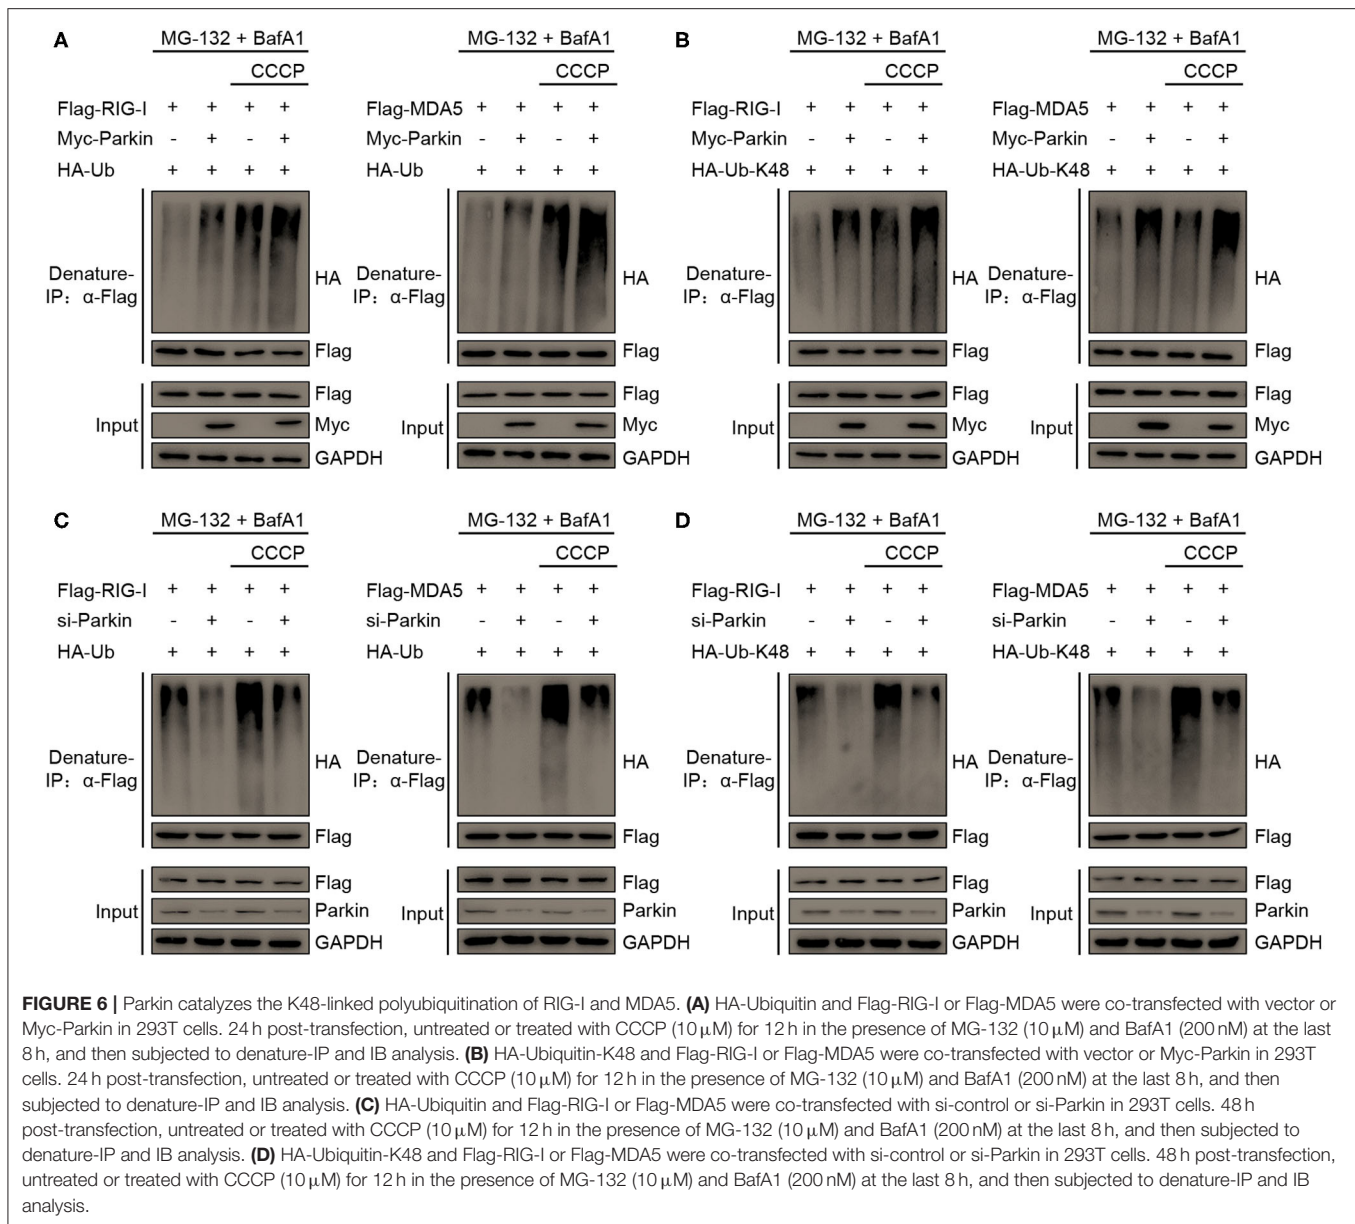 A
MG-132 + BafA1
CCCP
Flag-RIG-I + + + +
Myc-Parkin - + - +
HA-Ub + + + +
Denature-
IP: α-Flag
HA
Flag
Input
Flag
Myc
GAPDH
MG-132 + BafA1
CCCP
Flag-MDA5 + + + +
Myc-Parkin - + - +
HA-Ub + + + +
Denature-
IP: α-Flag
HA
Flag
Input
Flag
Myc
GAPDH
B
MG-132 + BafA1
CCCP
Flag-RIG-I + + + +
Myc-Parkin - + - +
HA-Ub-K48 + + + +
Denature-
IP: α-Flag
HA
Flag
Input
Flag
Myc
GAPDH
MG-132 + BafA1
CCCP
Flag-MDA5 + + + +
Myc-Parkin - + - +
HA-Ub-K48 + + + +
Denature-
IP: α-Flag
HA
Flag
Input
Flag
Myc
GAPDH
C
MG-132 + BafA1
CCCP
Flag-RIG-I + + + +
si-Parkin - + - +
HA-Ub + + + +
Denature-
IP: α-Flag
HA
Flag
Input
Flag
Parkin
GAPDH
MG-132 + BafA1
CCCP
Flag-MDA5 + + + +
si-Parkin - + - +
HA-Ub + + + +
Denature-
IP: α-Flag
HA
Flag
Input
Flag
Parkin
GAPDH
D
MG-132 + BafA1
CCCP
Flag-RIG-I + + + +
si-Parkin - + - +
HA-Ub-K48 + + + +
Denature-
IP: α-Flag
HA
Flag
Input
Flag
Parkin
GAPDH
MG-132 + BafA1
CCCP
Flag-MDA5 + + + +
si-Parkin - + - +
HA-Ub-K48 + + + +
Denature-
IP: α-Flag
HA
Flag
Input
Flag
Parkin
GAPDH
FIGURE 6 | Parkin catalyzes the K48-linked polyubiquitination of RIG-I and MDA5. (A) HA-Ubiquitin and Flag-RIG-I or Flag-MDA5 were co-transfected with vector or
Myc-Parkin in 293T cells. 24 h post-transfection, untreated or treated with CCCP (10 μM) for 12 h in the presence of MG-132 (10 μM) and BafA1 (200 nM) at the last
8 h, and then subjected to denature-IP and IB analysis. (B) HA-Ubiquitin-K48 and Flag-RIG-I or Flag-MDA5 were co-transfected with vector or Myc-Parkin in 293T
cells. 24 h post-transfection, untreated or treated with CCCP (10 μM) for 12 h in the presence of MG-132 (10 μM) and BafA1 (200 nM) at the last 8 h, and then
subjected to denature-IP and IB analysis. (C) HA-Ubiquitin and Flag-RIG-I or Flag-MDA5 were co-transfected with si-control or si-Parkin in 293T cells. 48 h
post-transfection, untreated or treated with CCCP (10 μM) for 12 h in the presence of MG-132 (10 μM) and BafA1 (200 nM) at the last 8 h, and then subjected to
denature-IP and IB analysis. (D) HA-Ubiquitin-K48 and Flag-RIG-I or Flag-MDA5 were co-transfected with si-control or si-Parkin in 293T cells. 48 h post-transfection,
untreated or treated with CCCP (10 μM) for 12 h in the presence of MG-132 (10 μM) and BafA1 (200 nM) at the last 8 h, and then subjected to denature-IP and IB
analysis.